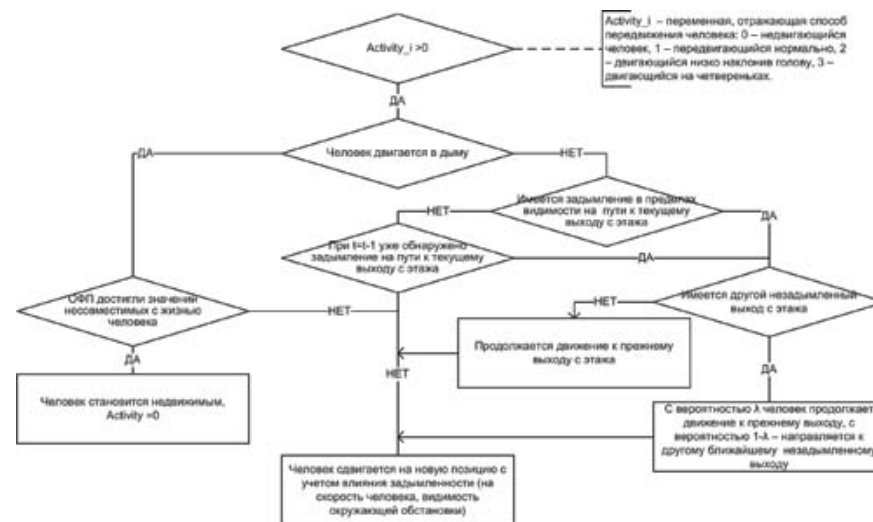 Activity_i >0
Activity_i – переменная, отражающая способ
передвижения человека: 0 – недвигающийся
человек, 1 – передвигающийся нормально, 2
– двигающийся низко наклонив голову, 3 –
двигающийся на четвереньках.
ДА
Человек двигается в дыму
ДА
НЕТ
Имеется задымление в пределах
видимости на пути к текущему
выходу с этажа
НЕТ
ДА
При t=t-1 уже обнаружено
задымление на пути к текущему
выходу с этажа
ДА
ОФП достигли значений
несовместимых с жизнью
человека
НЕТ
Имеется другой незадымленный
выход с этажа
НЕТ
Продолжается движение к прежнему
выходу с этажа
ДА
НЕТ
ДА
Человек становится недвижимым,
Activity =0
С вероятностью λ человек продолжает
движение к прежнему выходу, с
вероятностью 1-λ – направляется к
другому ближайшему незадымленному
выходу
Человек сдвигается на новую позицию с
учетом влияния задымленности (на
скорость человека, видимость
окружающей обстановки)